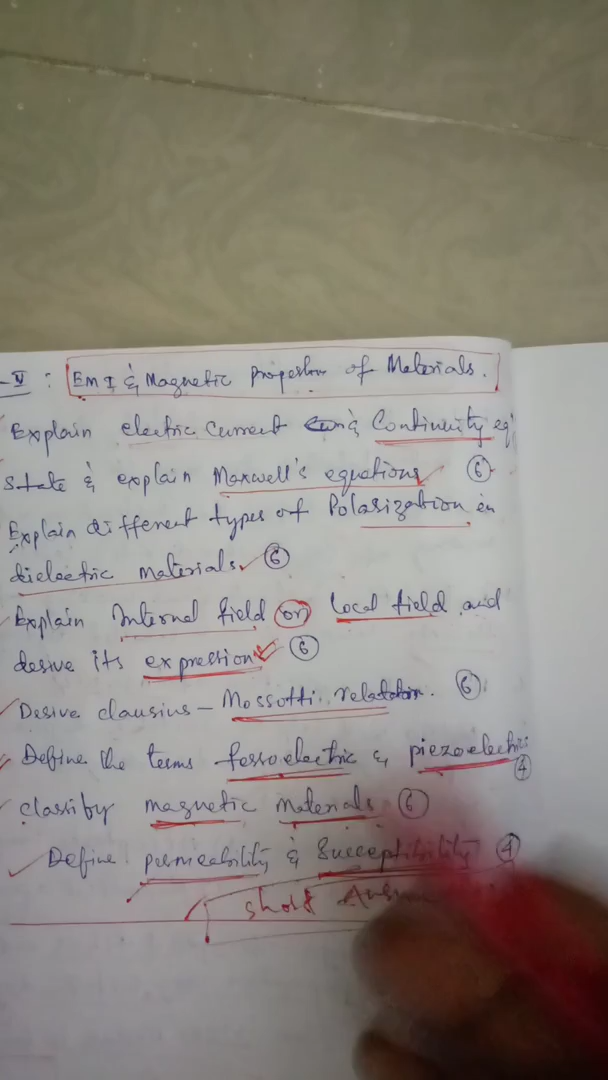 -V : EM I & Magnetic Properties of Materials.
Explain electric current & Continuity eq
State & explain Maxwell's equations 6
Explain different types of Polarization in
dielectric materials. 6
Explain Internal field or local field and
derive its expression 6
Derive clausius - Mossotti relation. 6
Define the terms ferroelectric & piezoelectric
4
classify magnetic Materials 6
Define permeability & Succeptibility 4
short